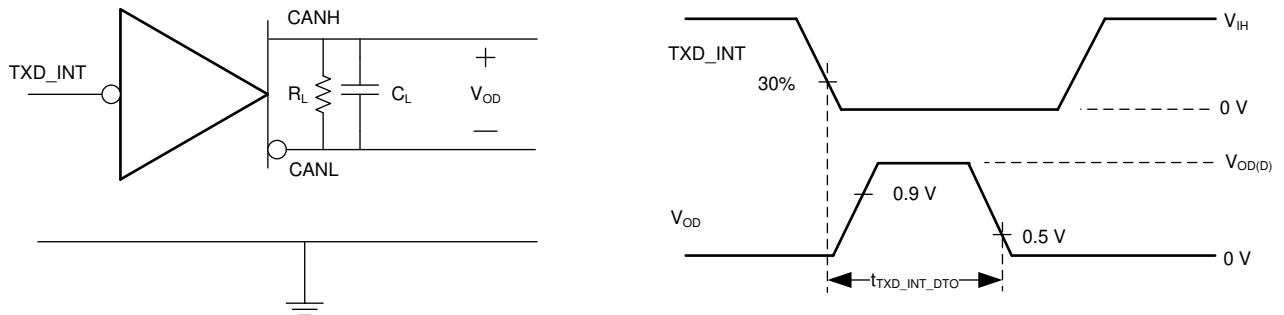 CANH
TXD_INT
R_L
C_L
+
V_OD
—
CANL
V_IH
TXD_INT
30%
0 V
V_OD(D)
0.9 V
V_OD
0.5 V
0 V
t_TXD_INT_DTO